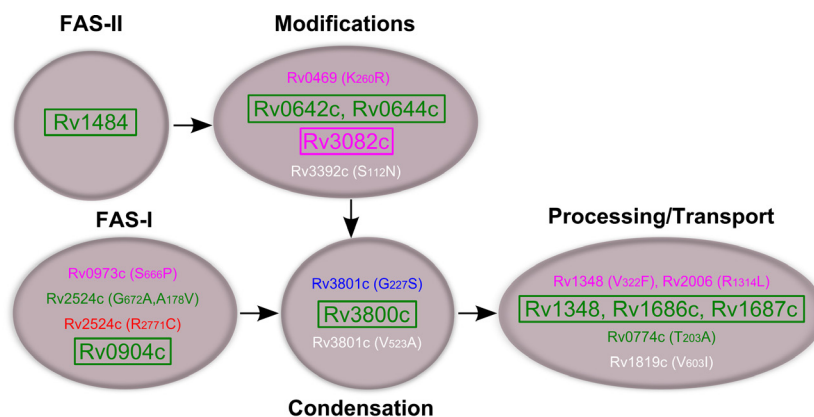 FAS-II
Modifications
Rv1484
Rv0469 (K260R)
Rv0642c, Rv0644c
Rv3082c
Rv3392c (S112N)
FAS-I
Processing/Transport
Rv0973c (S666P)
Rv2524c (G672A,A178V)
Rv2524c (R2771C)
Rv0904c
Rv3801c (G227S)
Rv3800c
Rv3801c (V523A)
Rv1348 (V322F), Rv2006 (R1314L)
Rv1348, Rv1686c, Rv1687c
Rv0774c (T203A)
Rv1819c (V603I)
Condensation